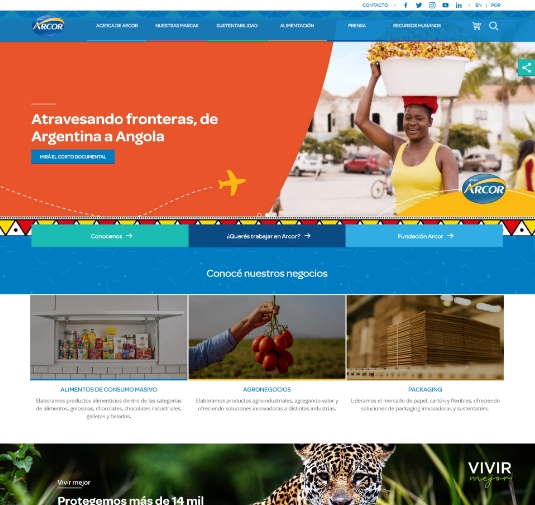 CONTACTO
EN | POR
ARCOR
ACERCA DE ARCOR
NUESTRAS MARCAS
SUSTENTABILIDAD
ALIMENTACIÓN
PRENSA
RECURSOS HUMANOS
Atravesando fronteras, de
Argentina a Angola
MIRÁ EL CORTO DOCUMENTAL
ARCOR
Conocenos →
¿Querés trabajar en Arcor? →
Fundación Arcor →
Conocé nuestros negocios
ALIMENTOS DE CONSUMO MASIVO
Elaboramos productos alimenticios dentro de las categorías
de alimentos, golosinas, chocolates, chocolates industriales,
galletas y helados.
AGRONEGOCIOS
Elaboramos productos agroindustriales, agregando valor y
ofreciendo soluciones innovadoras a distintas industrias.
PACKAGING
Lideramos el mercado de papel, cartón y flexibles, ofreciendo
soluciones de packaging innovadoras y sustentables.
Vivir mejor
VIVIR
mejor
Protegemos más de 14 mil